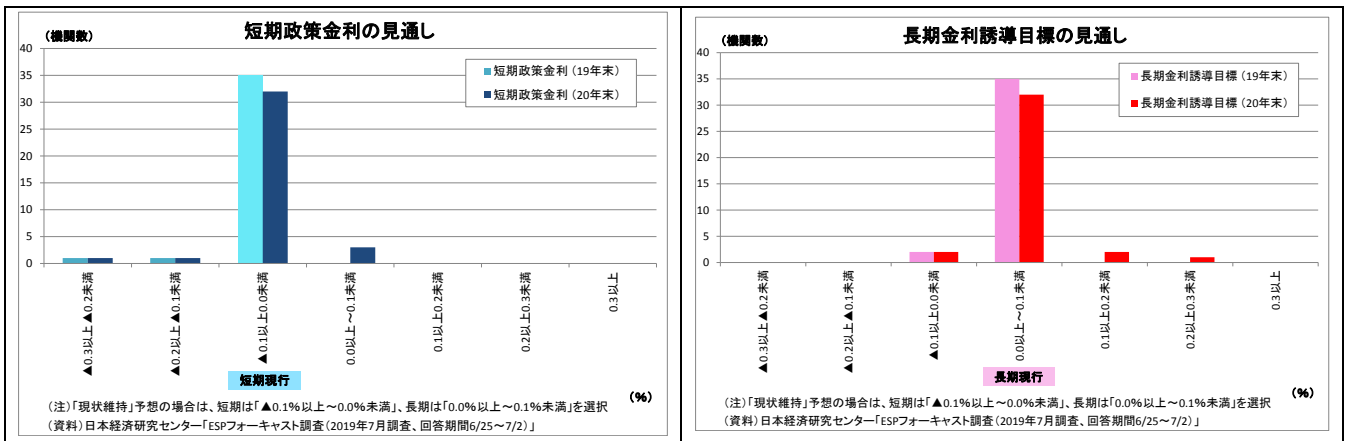 短期政策金利の見通し
(機関数)
40
35
30
25
20
15
10
5
0
短期政策金利(19年末)
短期政策金利(20年末)
▲0.3以上▲0.2未満
▲0.2以上▲0.1未満
▲0.1以上0.0未満
0.0以上~0.1未満
0.1以上0.2未満
0.2以上0.3未満
0.3以上
短期現行
(%)
(注)「現状維持」予想の場合は、短期は「▲0.1%以上~0.0%未満」、長期は「0.0%以上~0.1%未満」を選択
(資料)日本経済研究センター「ESPフォーキャスト調査(2019年7月調査、回答期間6/25~7/2)」
長期金利誘導目標の見通し
(機関数)
40
35
30
25
20
15
10
5
0
長期金利誘導目標(19年末)
長期金利誘導目標(20年末)
▲0.3以上▲0.2未満
▲0.2以上▲0.1未満
▲0.1以上0.0未満
0.0以上~0.1未満
0.1以上0.2未満
0.2以上0.3未満
0.3以上
長期現行
(%)
(注)「現状維持」予想の場合は、短期は「▲0.1%以上~0.0%未満」、長期は「0.0%以上~0.1%未満」を選択
(資料)日本経済研究センター「ESPフォーキャスト調査(2019年7月調査、回答期間6/25~7/2)」